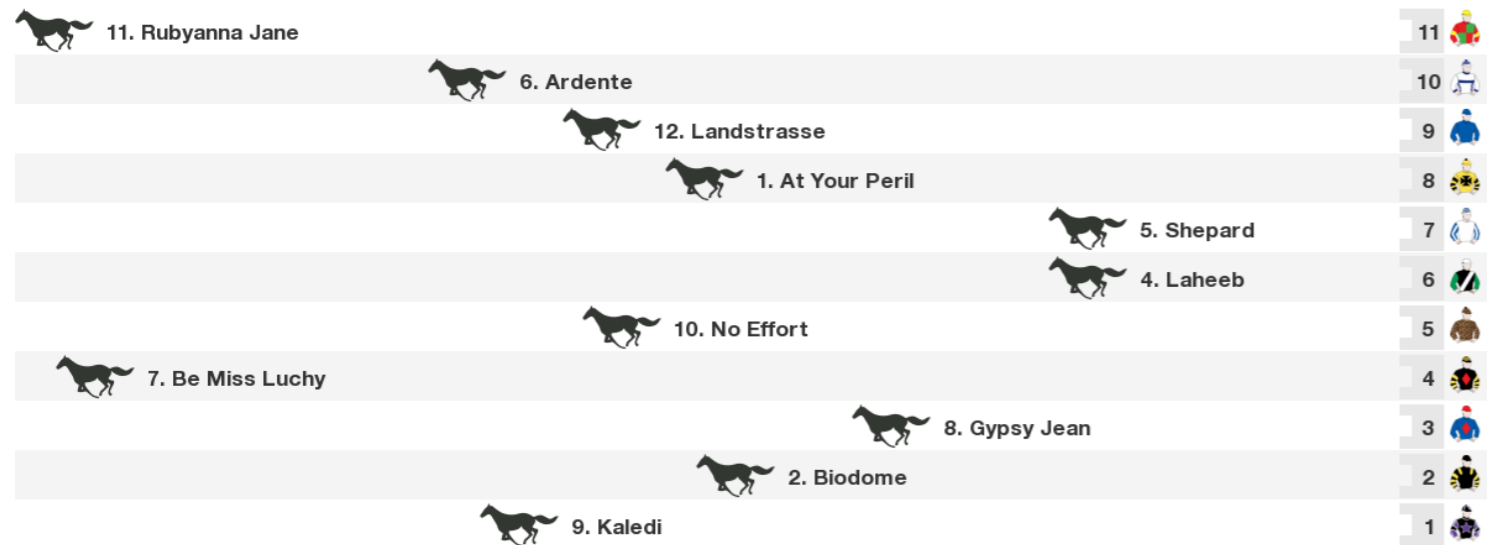 11. Rubyanna Jane 11
6. Ardente 10
12. Landstrasse 9
1. At Your Peril 8
5. Shepard 7
4. Laheeb 6
10. No Effort 5
7. Be Miss Luchy 4
8. Gypsy Jean 3
2. Biodome 2
9. Kaledi 1